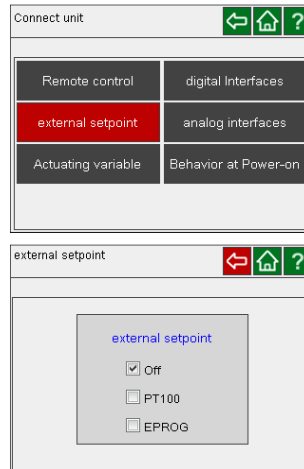 Connect unit
?
Remote control
digital Interfaces
external setpoint
analog interfaces
Actuating variable
Behavior at Power-on
external setpoint
?
external setpoint
Off
PT100
EPROG